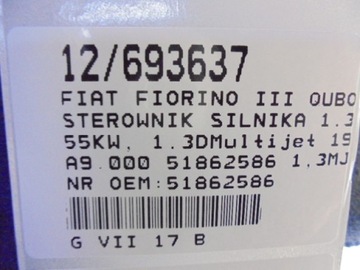 12/693637
FIAT FIORINO III QUBO
STEROWNIK SILNIKA 1.3
55KW, 1.3DMultijet 19
A9.000 51862586 1,3MJ
NR OEM:51862586
G VII 17 B